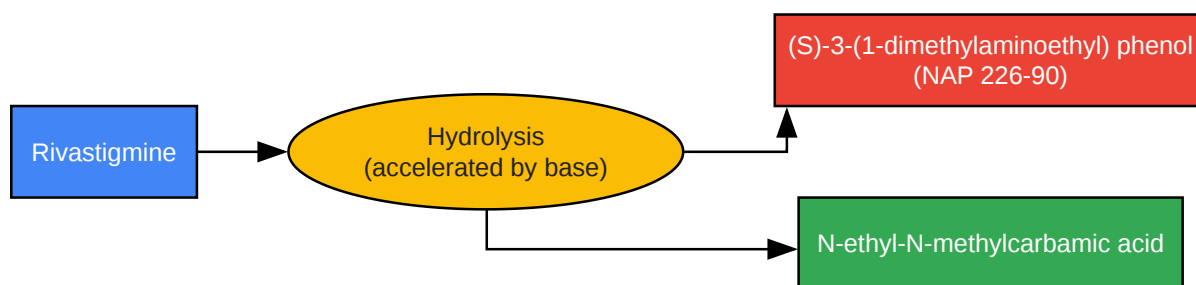 Rivastigmine
Hydrolysis
(accelerated by base)
(S)-3-(1-dimethylaminoethyl) phenol
(NAP 226-90)
N-ethyl-N-methylcarbamic acid